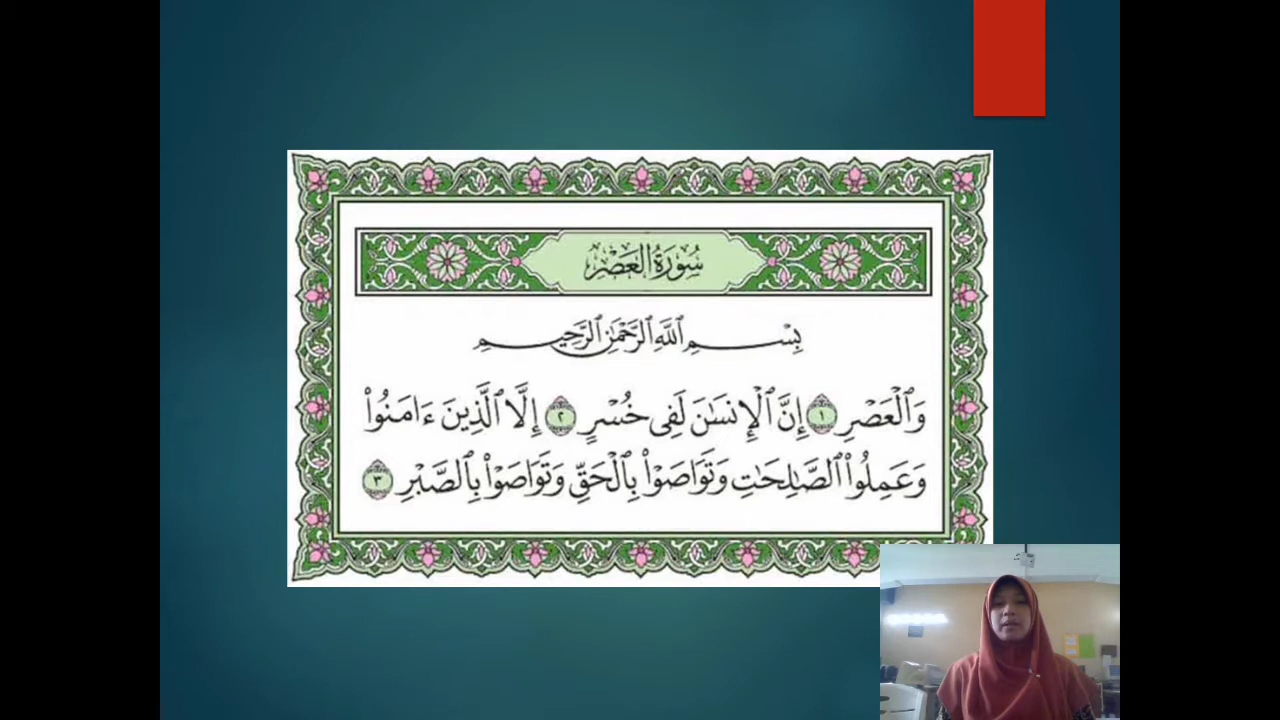 سُورَةُ الْعَصْرِ
بِسْمِ ٱللَّهِ ٱلرَّحْمَٰنِ ٱلرَّحِيمِ
وَٱلْعَصْرِ ١ إِنَّ ٱلْإِنسَٰنَ لَفِى خُسْرٍ ٢ إِلَّا ٱلَّذِينَ ءَامَنُوا۟
وَعَمِلُوا۟ ٱلصَّٰلِحَٰتِ وَتَوَاصَوْا۟ بِٱلْحَقِّ وَتَوَاصَوْا۟ بِٱلصَّبْرِ ٣